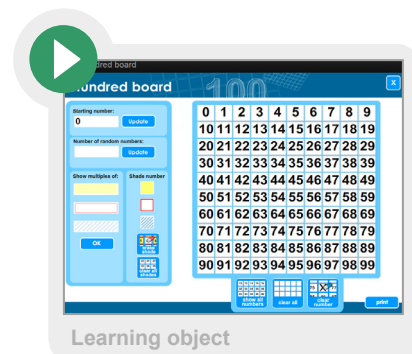 hundred board
hundred board
100
x
Starting number:
0
Update
Number of random numbers:
Update
Show multiples of:
Shade number
OK
clear all shades
0 1 2 3 4 5 6 7 8 9
10 11 12 13 14 15 16 17 18 19
20 21 22 23 24 25 26 27 28 29
30 31 32 33 34 35 36 37 38 39
40 41 42 43 44 45 46 47 48 49
50 51 52 53 54 55 56 57 58 59
60 61 62 63 64 65 66 67 68 69
70 71 72 73 74 75 76 77 78 79
80 81 82 83 84 85 86 87 88 89
90 91 92 93 94 95 96 97 98 99
show all numbers
clear all
clear number
print
Learning object